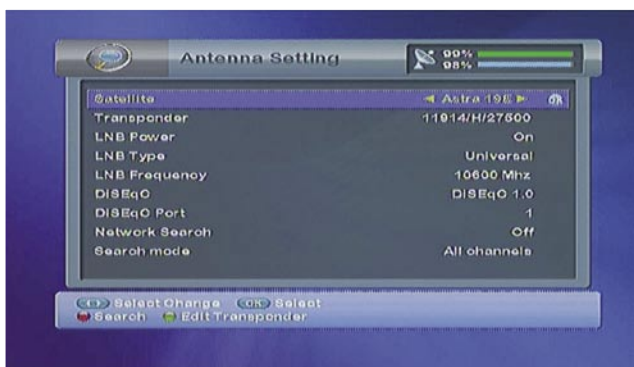 Antenna Setting
99%
98%
Satellite Astra 19E OK
Transponder 11914/H/27500
LNB Power On
LNB Type Universal
LNB Frequency 10600 Mhz
DiSEqC DiSEqC 1.0
DiSEqC Port 1
Network Search Off
Search mode All channels
Select Change OK Select
Search Edit Transponder